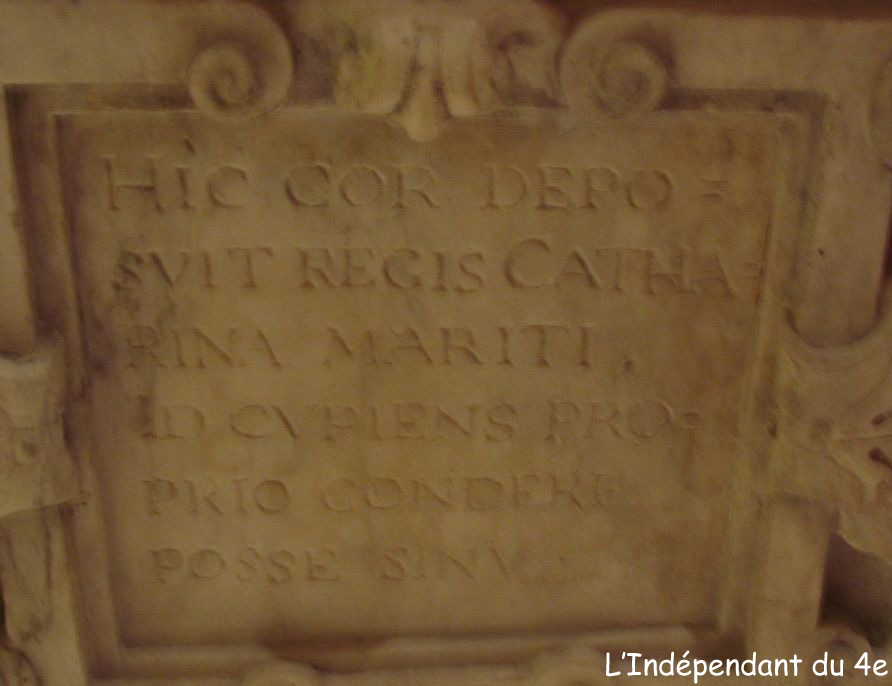 HIC COR DEPO=
SVIT REGIS CATHA=
RINA MARITI,
ID CVPIENS PRO=
PRIO CONDERE
POSSE SINV.
L'Indépendant du 4e